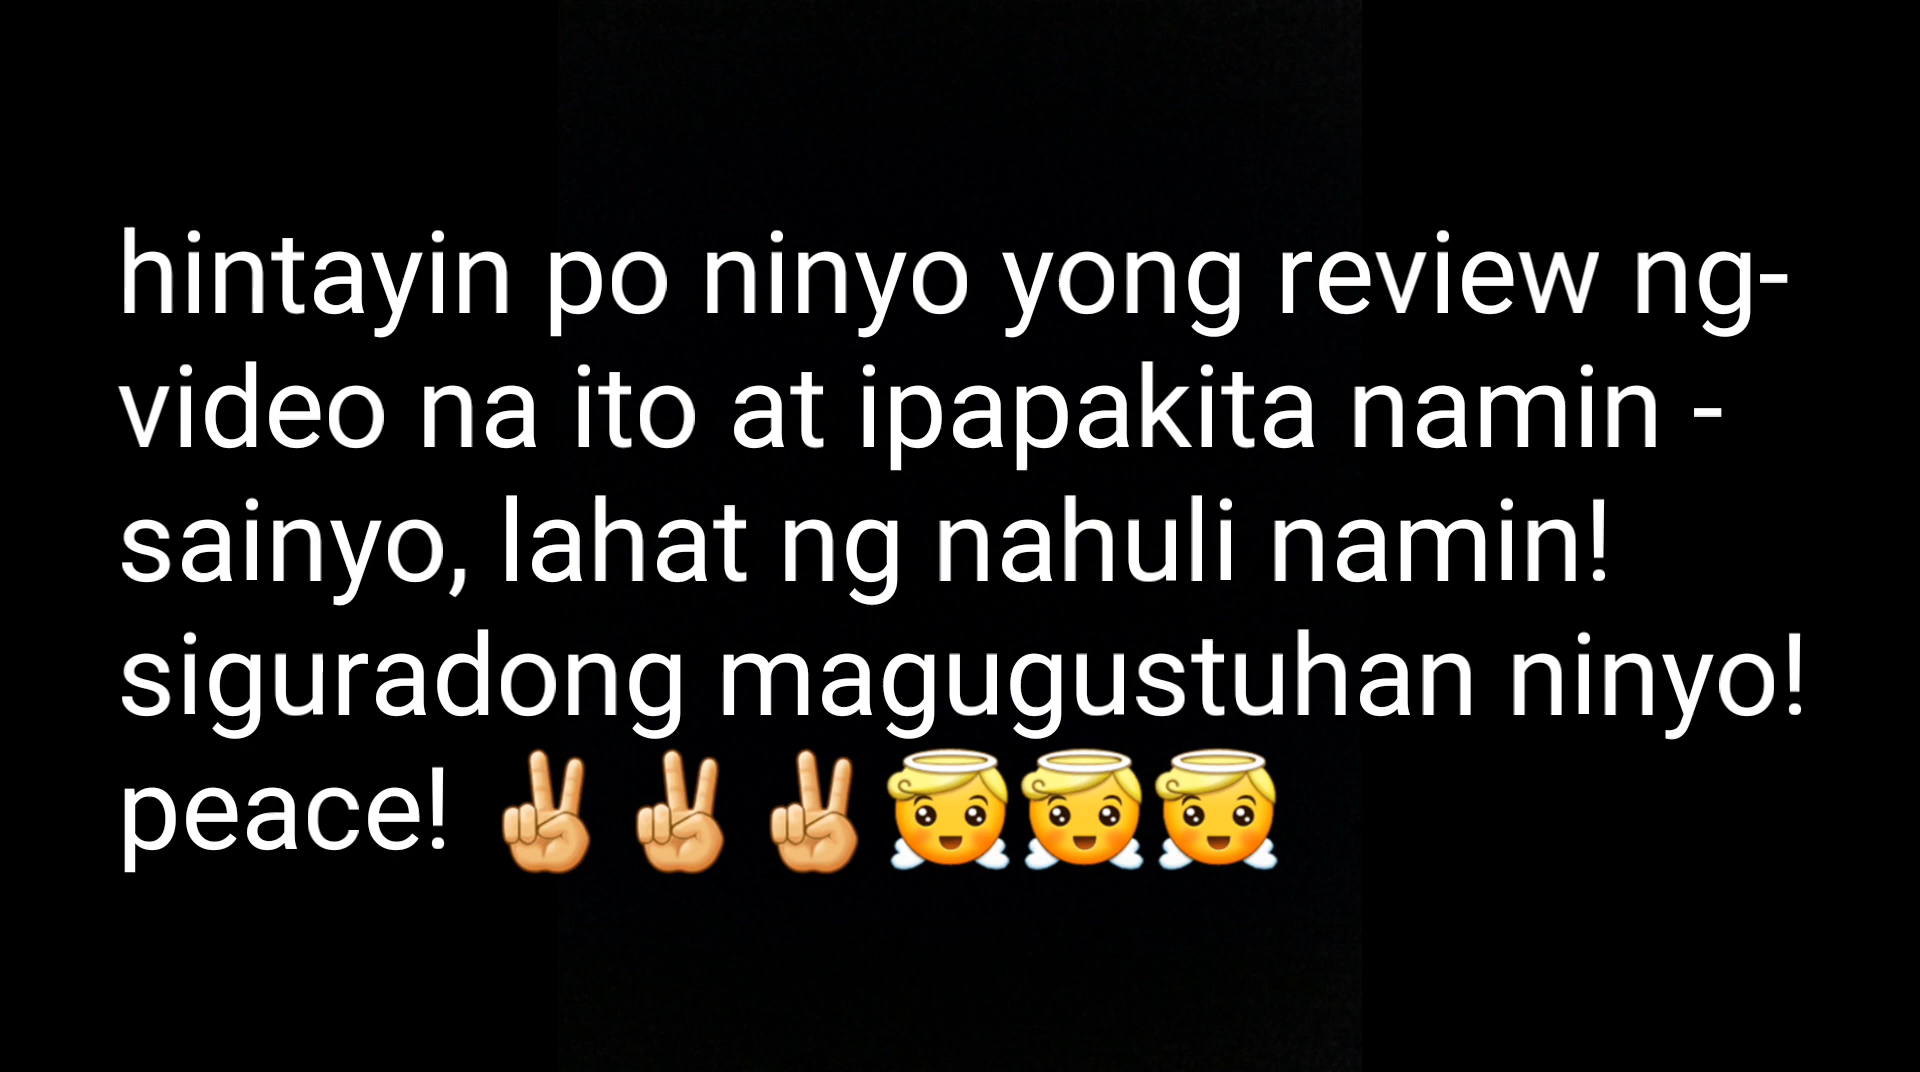 hintayin po ninyo yong review ng-
video na ito at ipapakita namin -
sainyo, lahat ng nahuli namin!
siguradong magugustuhan ninyo!
peace! ✌🏼 ✌🏼 ✌🏼 😇😇😇